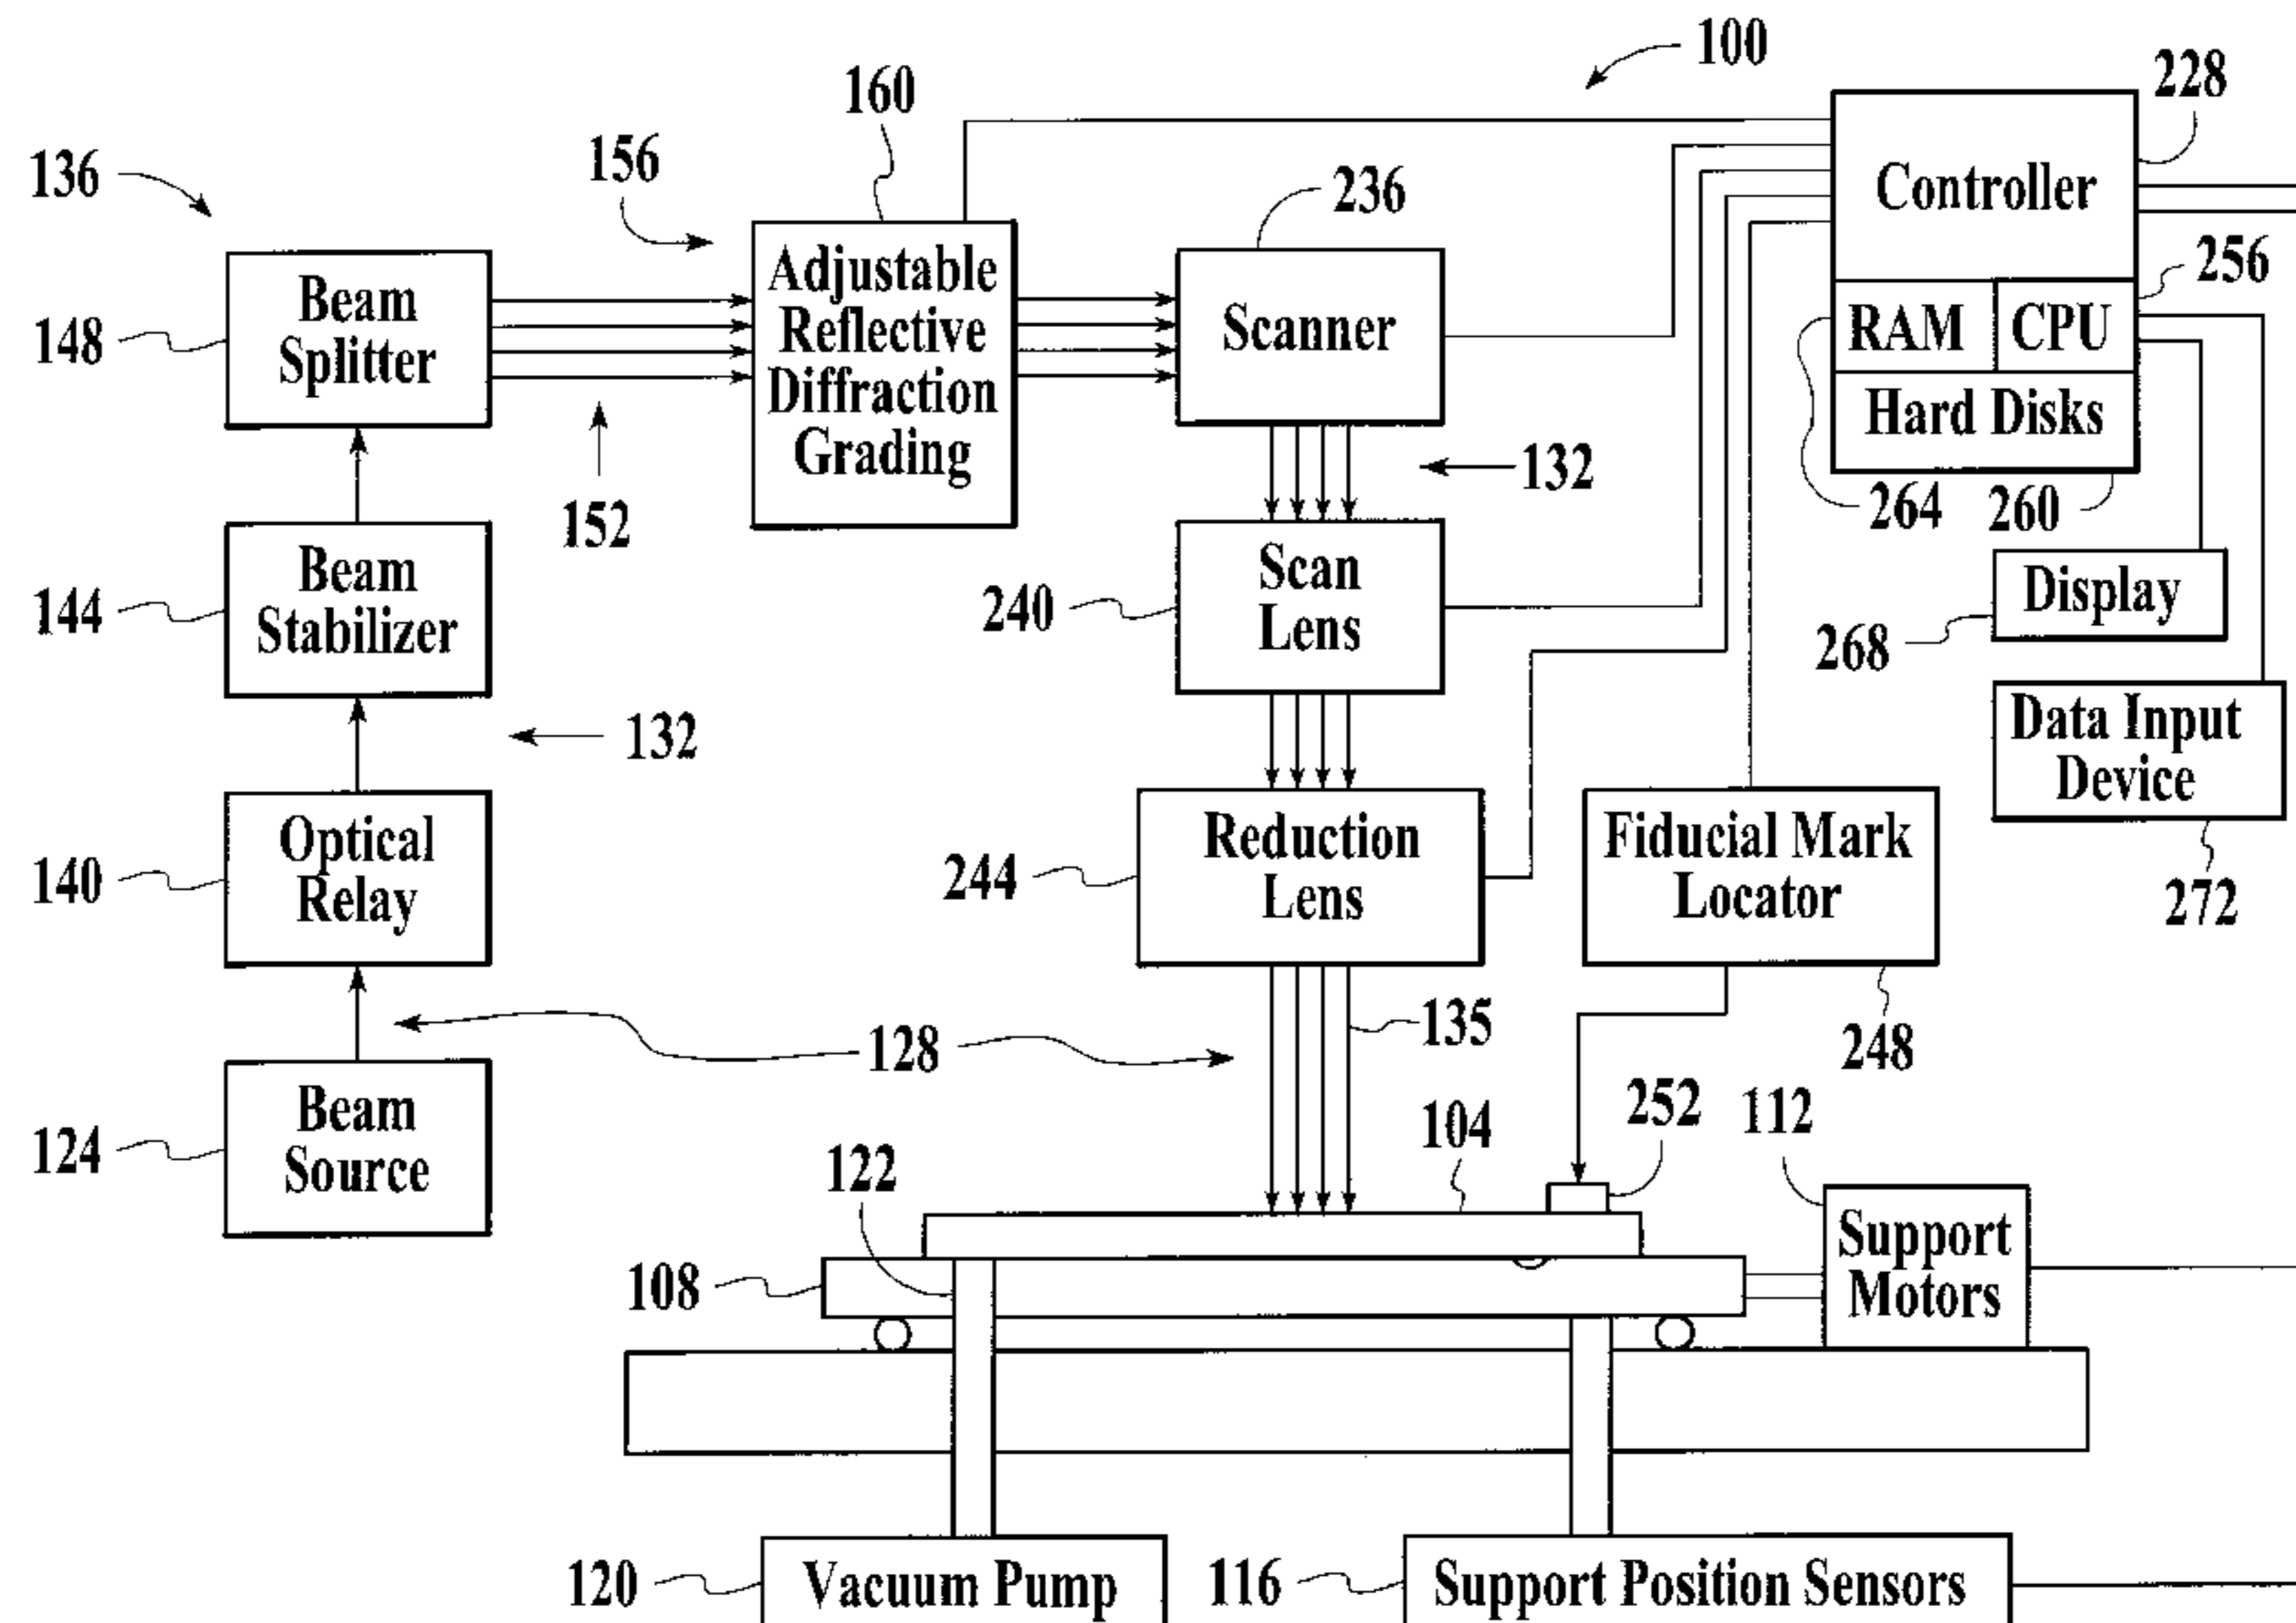 100
228
160
136
156
236
Controller
256
148
Beam
Splitter
Adjustable
Reflective
Diffraction
Grading
Scanner
RAM
CPU
Hard Disks
132
264
260
152
144
Beam
Stabilizer
240
Scan
Lens
Display
268
132
Data Input
Device
140
Optical
Relay
244
Reduction
Lens
Fiducial Mark
Locator
272
135
128
248
124
Beam
Source
122
104
252
112
Support
Motors
108
120
Vacuum Pump
116
Support Position Sensors